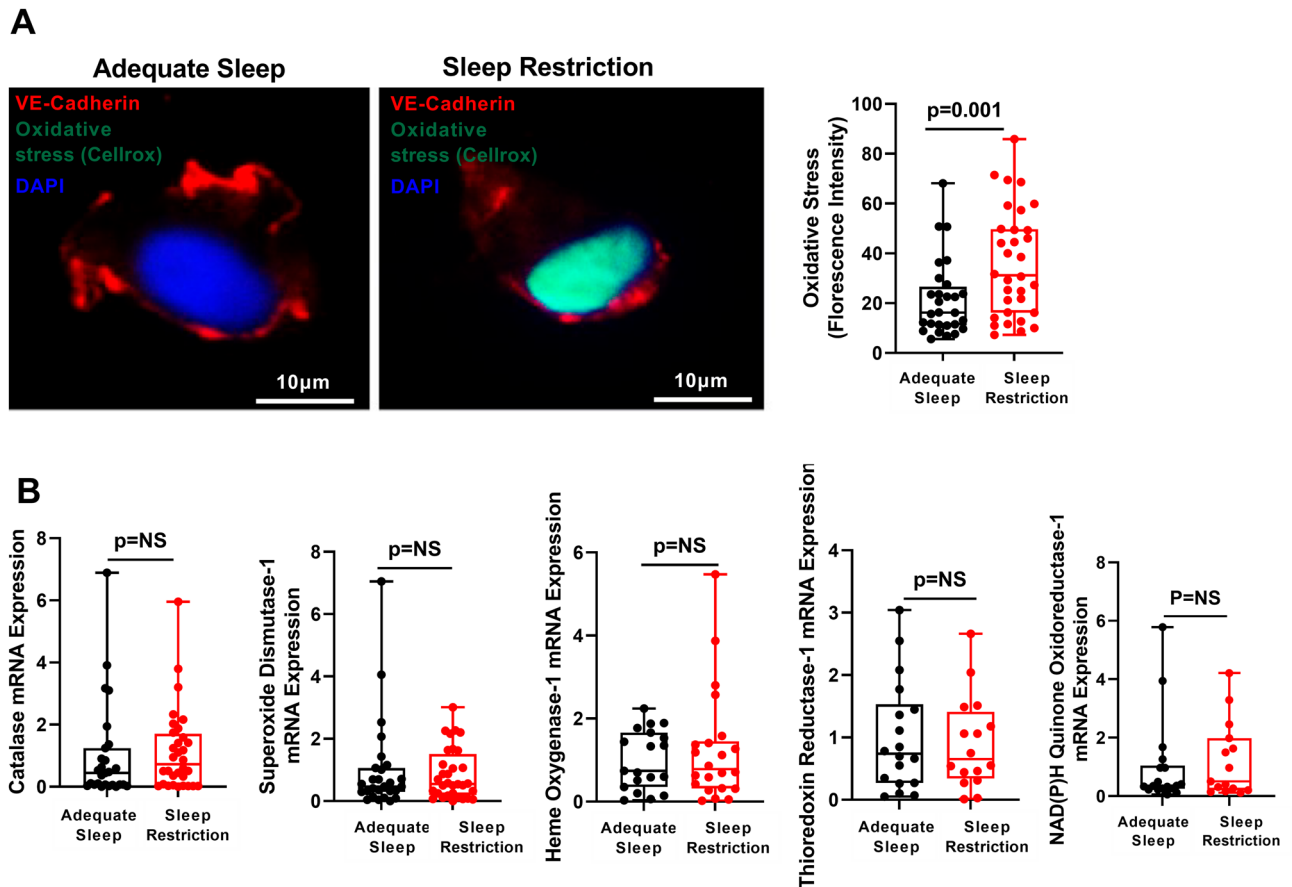 A
Adequate Sleep
Sleep Restriction
VE-Cadherin
Oxidative
stress (Cellrox)
DAPI
10μm
VE-Cadherin
Oxidative
stress (Cellrox)
DAPI
10μm
Oxidative Stress
(Florescence Intensity)
100
80
60
40
20
0
p=0.001
Adequate
Sleep
Sleep
Restriction
B
Catalase mRNA Expression
8
6
4
2
0
p=NS
Adequate
Sleep
Sleep
Restriction
Superoxide Dismutase-1
mRNA Expression
8
6
4
2
0
p=NS
Adequate
Sleep
Sleep
Restriction
Heme Oxygenase-1 mRNA Expression
6
4
2
0
p=NS
Adequate
Sleep
Sleep
Restriction
Thioredoxin Reductase-1 mRNA Expression
4
3
2
1
0
p=NS
Adequate
Sleep
Sleep
Restriction
NAD(P)H Quinone Oxidoreductase-1
mRNA Expression
8
6
4
2
0
P=NS
Adequate
Sleep
Sleep
Restriction